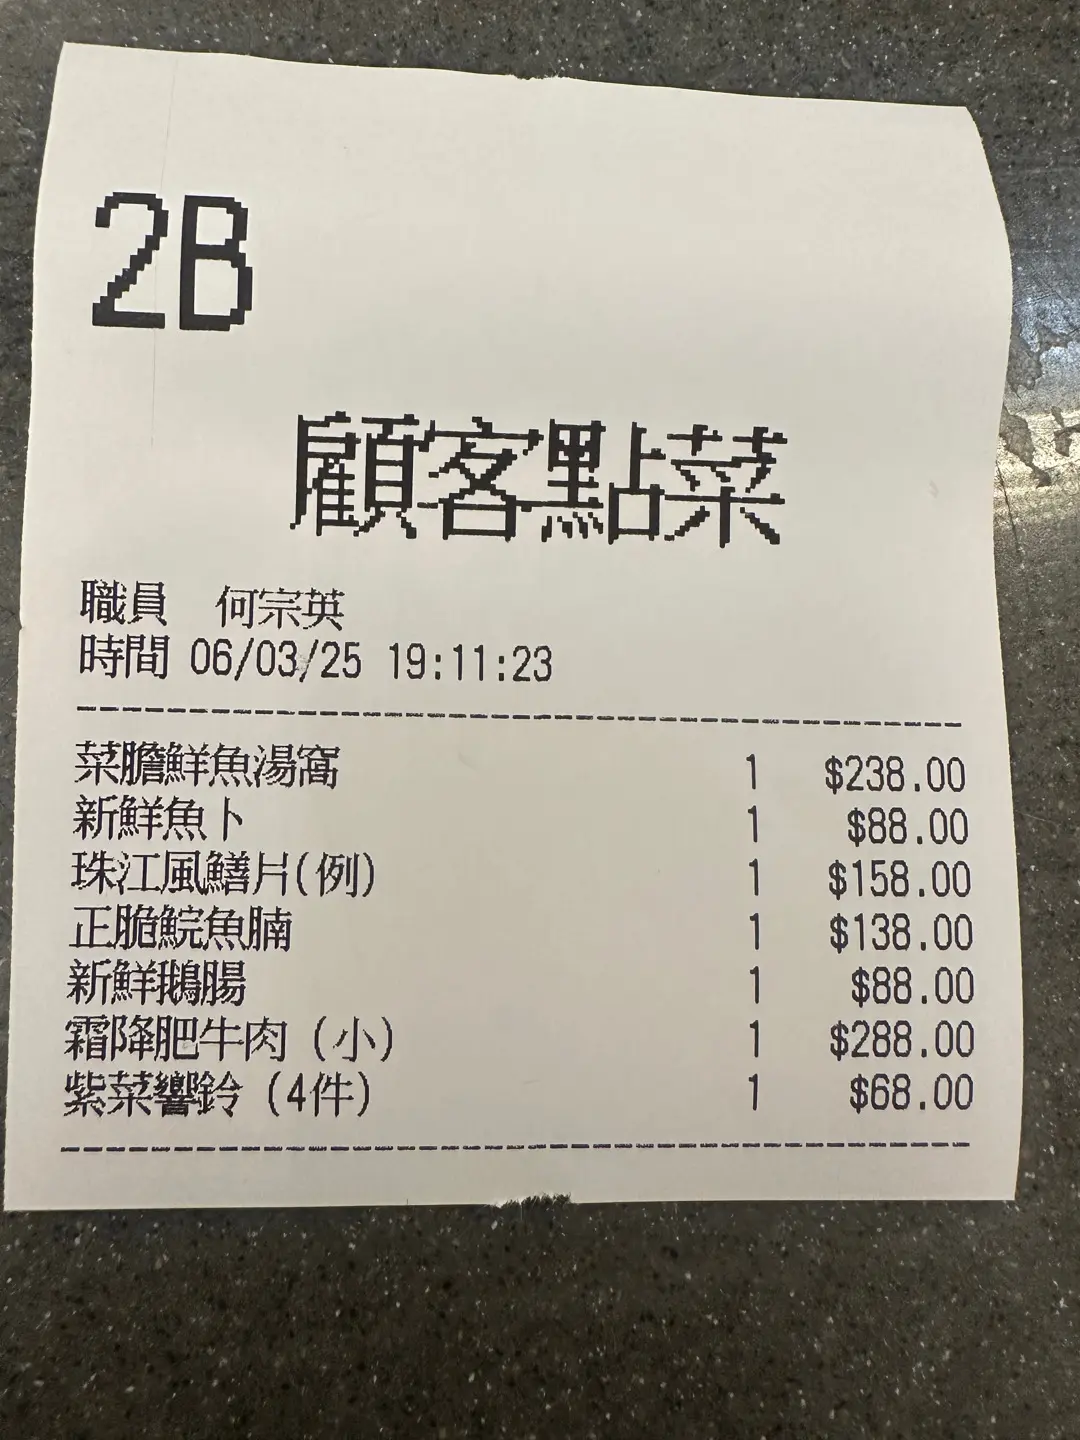 2B
顧客點菜
職員 何宗英
時間 06/03/25 19:11:23
菜膽鮮魚湯窩 1 $238.00
新鮮魚卜 1 $88.00
珠江風鱔片(例) 1 $158.00
正脆鯇魚腩 1 $138.00
新鮮鵝腸 1 $88.00
霜降肥牛肉 (小) 1 $288.00
紫菜響鈴 (4件) 1 $68.00